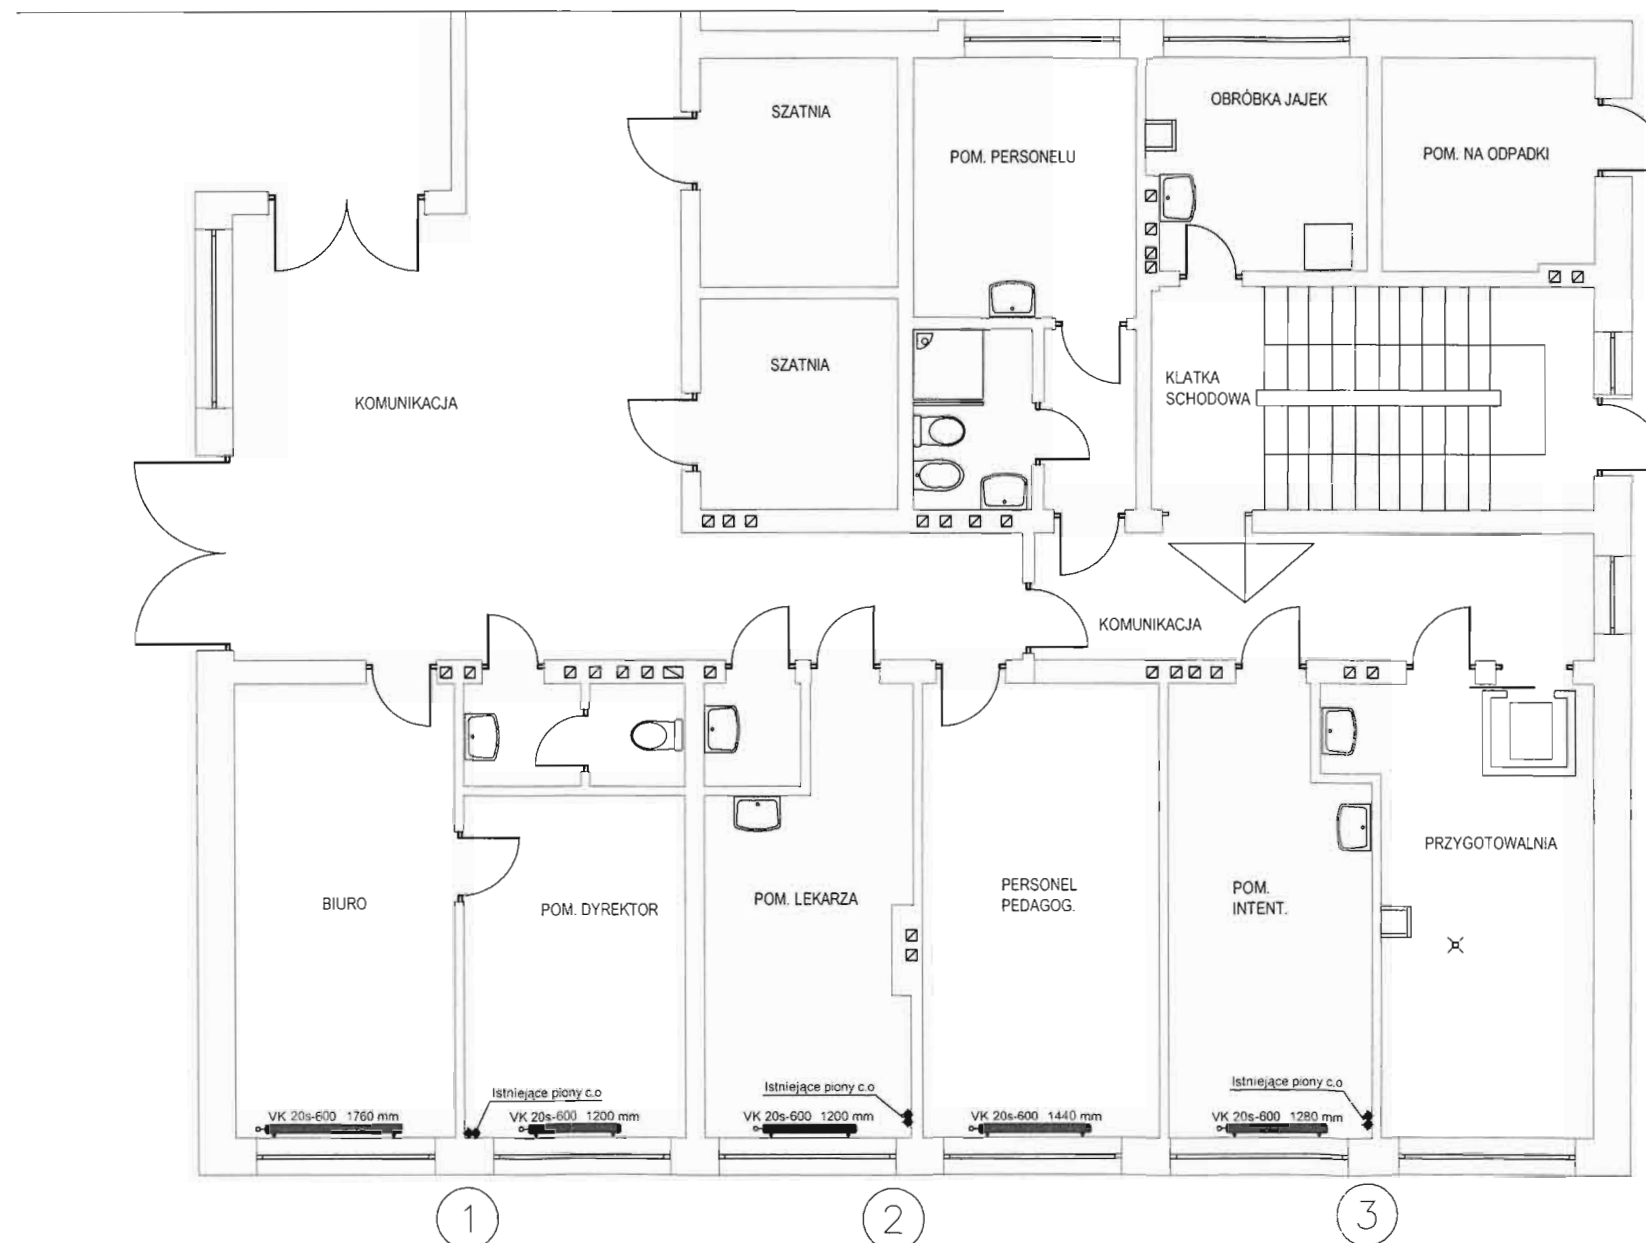 SZATNIA
OBRÓBKA JAJEK
POM. PERSONELU
POM. NA ODPADKI
SZATNIA
KLATKA
SCHODOWA
KOMUNIKACJA
KOMUNIKACJA
PRZYGOTOWALNIA
BIURO
POM. DYREKTOR
POM. LEKARZA
PERSONEL
PEDAGOG.
POM.
INTENT.
Istniejące piony c.o
Istniejące piony c.o
Istniejące piony c.o
VK 20s-600 1760 mm
VK 20s-600 1200 mm
VK 20s-600 1200 mm
VK 20s-600 1440 mm
VK 20s-600 1280 mm
1
2
3